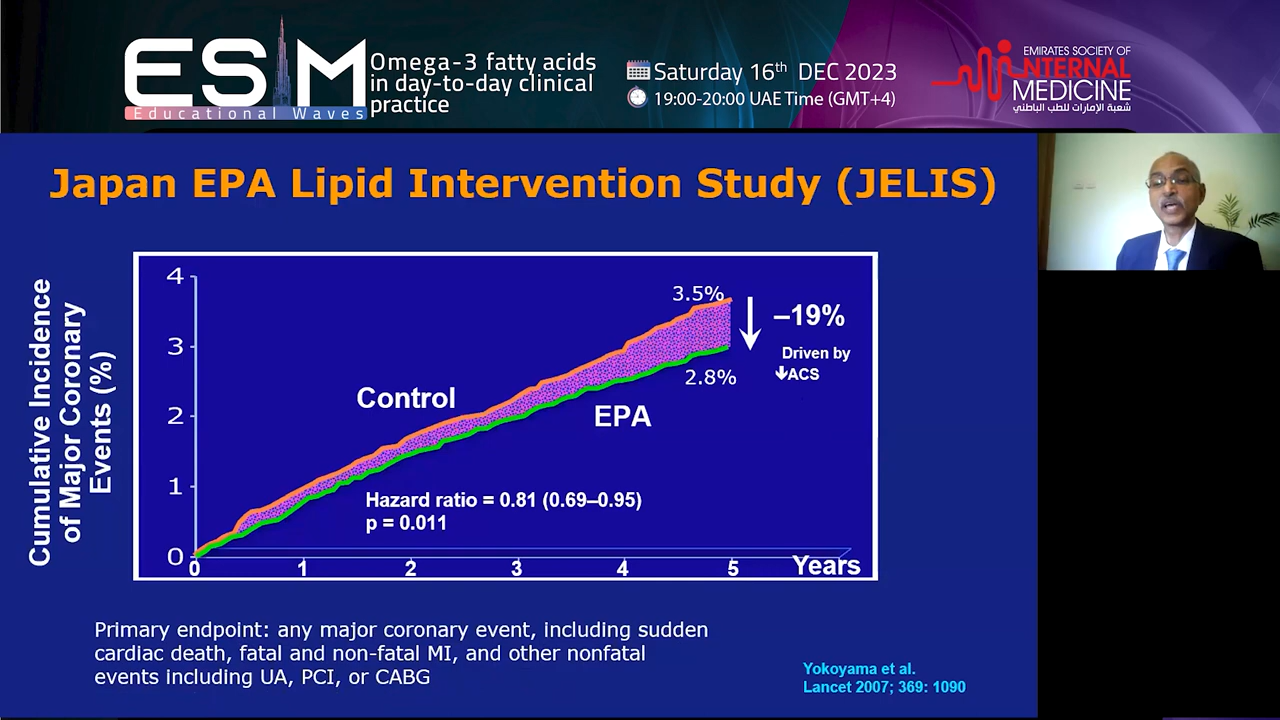 ESIM
Educational Waves
Omega-3 fatty acids
in day-to-day clinical
practice
Saturday 16th DEC 2023
19:00-20:00 UAE Time (GMT+4)
EMIRATES SOCIETY OF
INTERNAL
MEDICINE
شعبة الإمارات للطب الباطني
Japan EPA Lipid Intervention Study (JELIS)
Cumulative Incidence
of Major Coronary
Events (%)
4
3
2
1
0
3.5%
–19%
Driven by
↓ACS
2.8%
Control
EPA
Hazard ratio = 0.81 (0.69–0.95)
p = 0.011
0 1 2 3 4 5 Years
Primary endpoint: any major coronary event, including sudden
cardiac death, fatal and non-fatal MI, and other nonfatal
events including UA, PCI, or CABG
Yokoyama et al.
Lancet 2007; 369: 1090